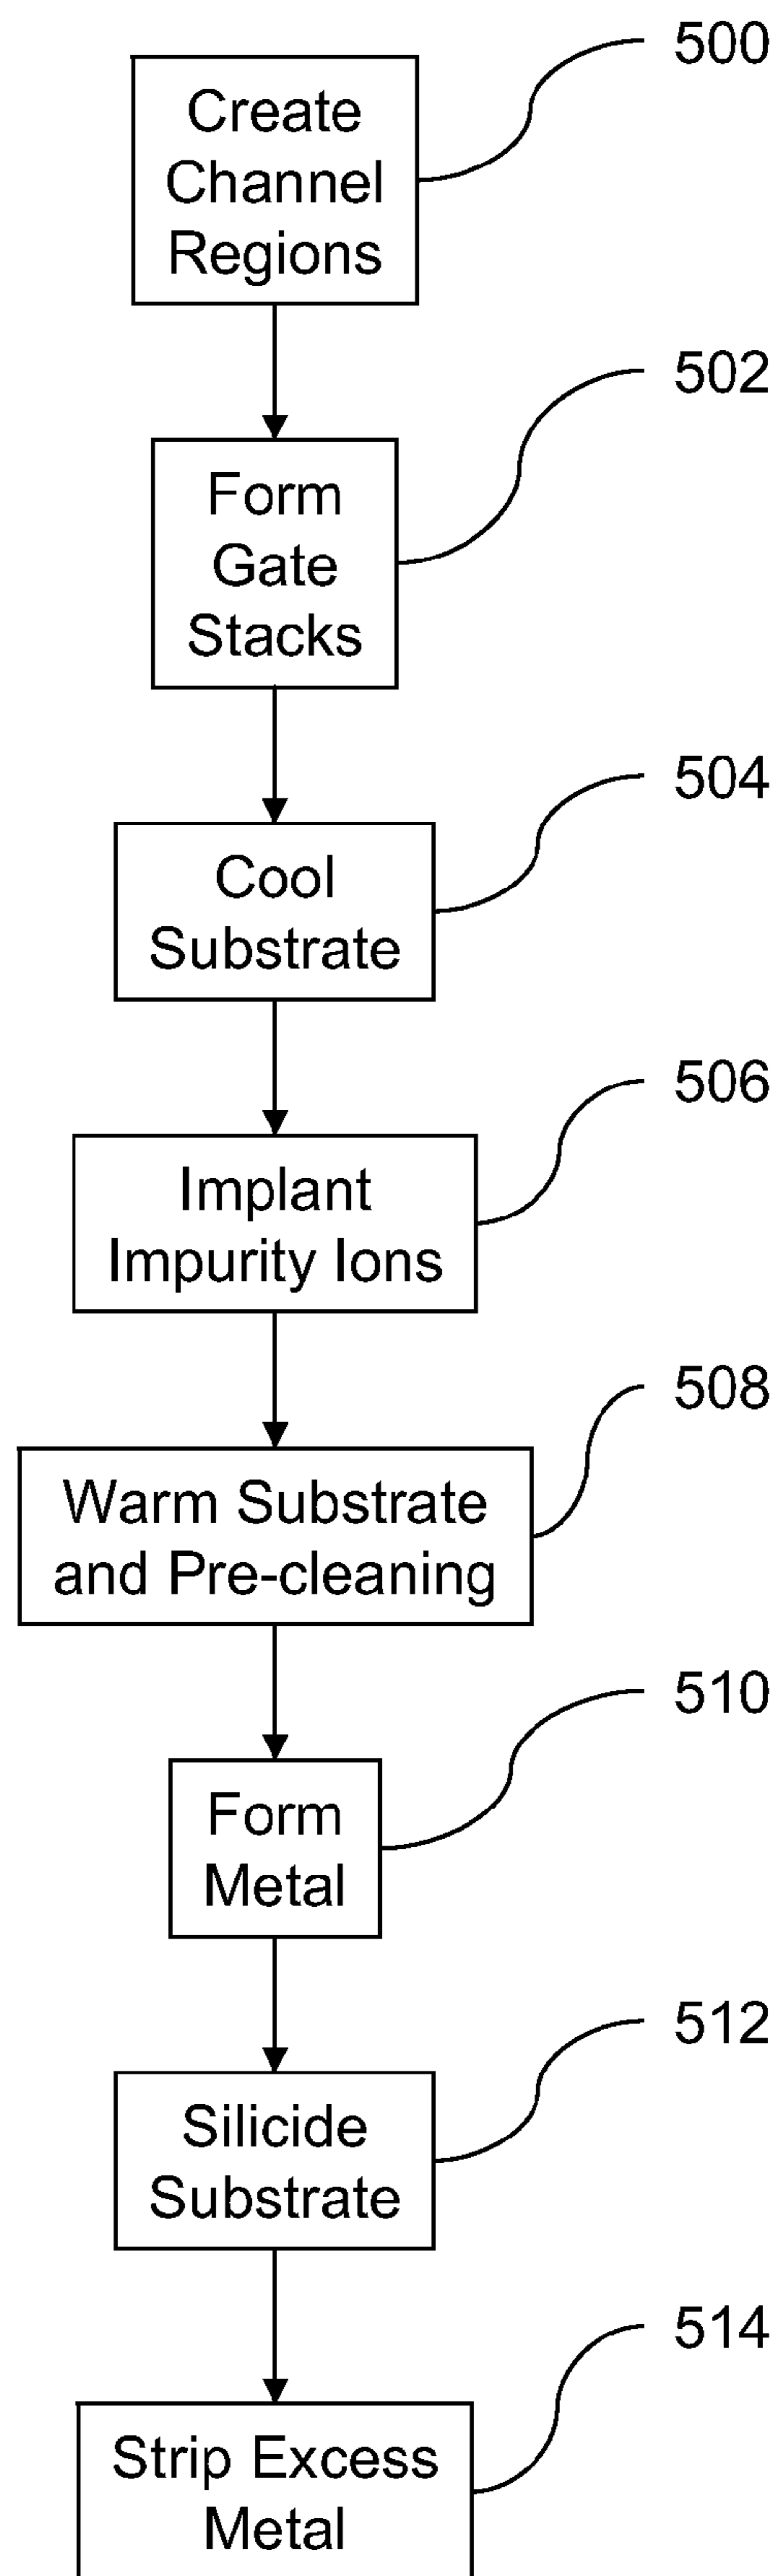 500
Create
Channel
Regions
502
Form
Gate
Stacks
504
Cool
Substrate
506
Implant
Impurity Ions
508
Warm Substrate
and Pre-cleaning
510
Form
Metal
512
Silicide
Substrate
514
Strip Excess
Metal